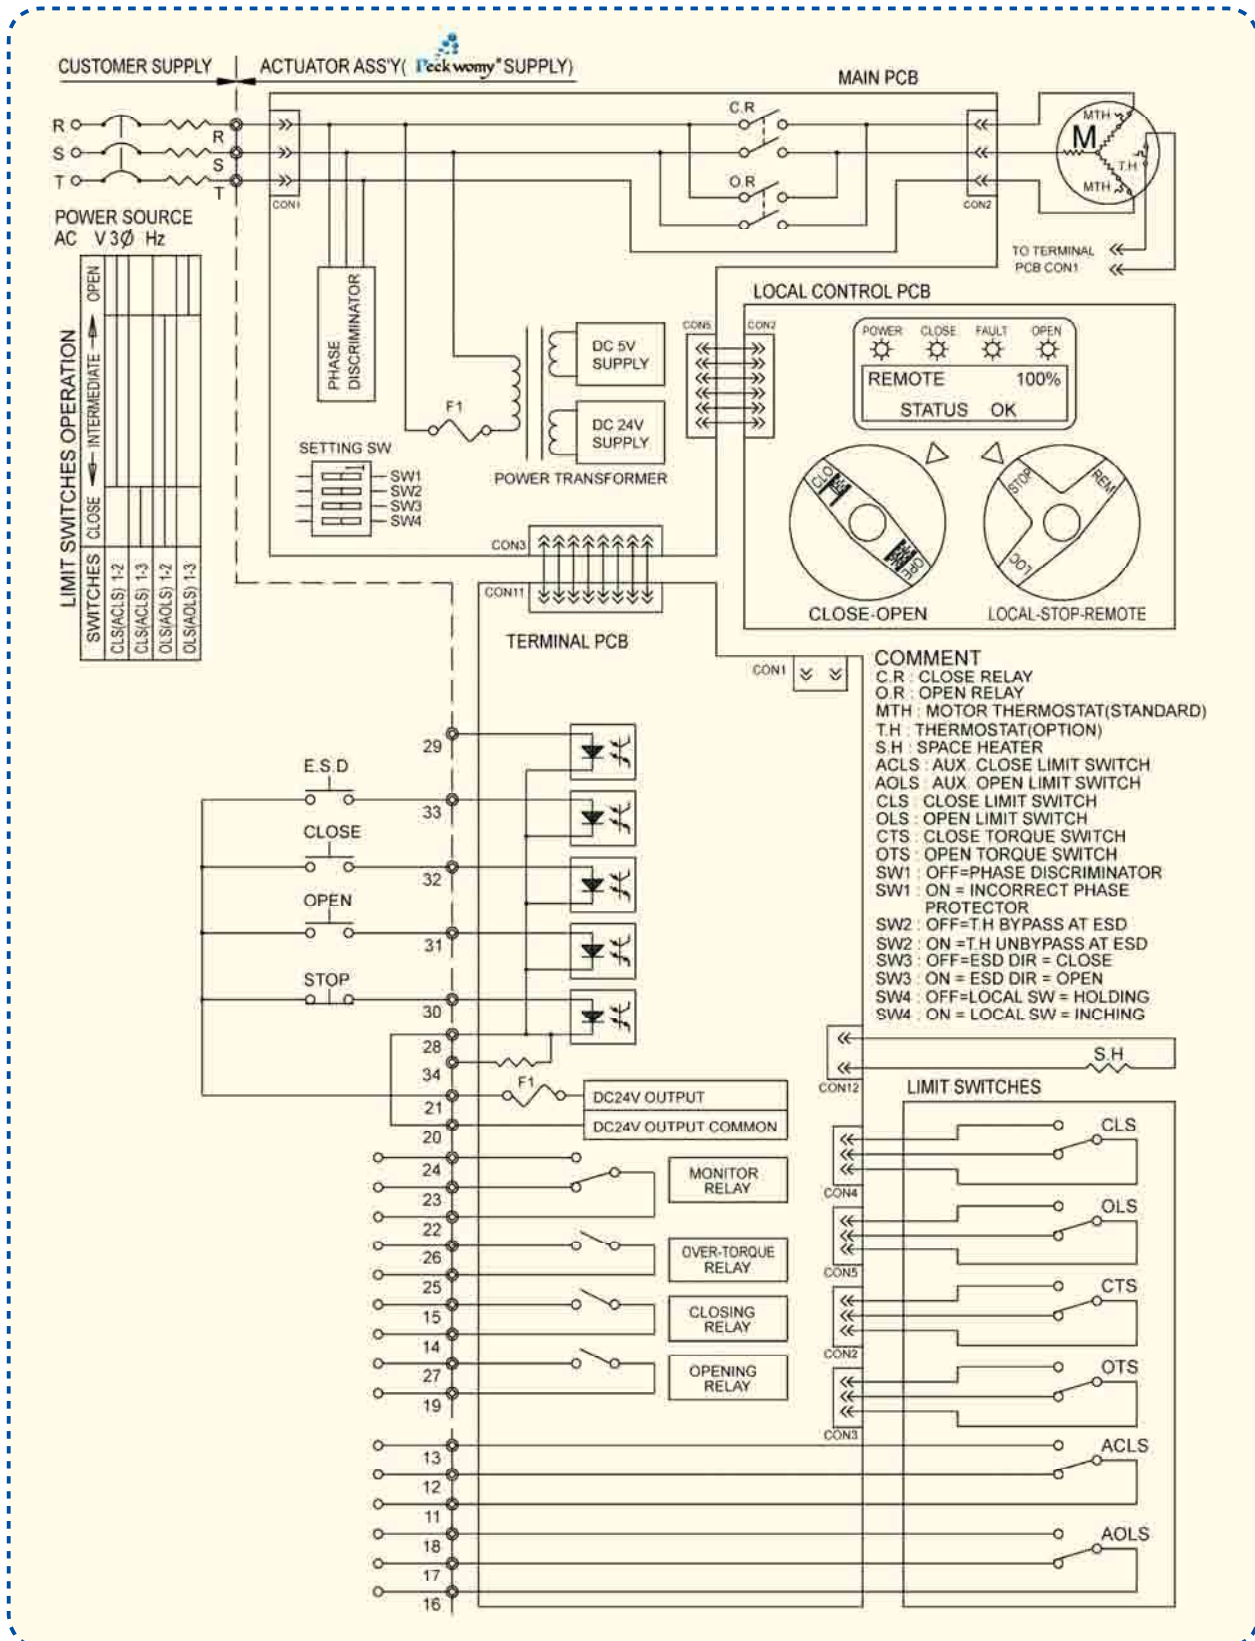 CUSTOMER SUPPLY
ACTUATOR ASS'Y( Peckwomy" SUPPLY)
MAIN PCB
R
S
T
R
S
T
CON1
C.R
O.R
CON2
MTH
M
T.H
MTH
TO TERMINAL
PCB CON1
POWER SOURCE
AC V 3Ø Hz
LIMIT SWITCHES OPERATION
SWITCHES CLOSE INTERMEDIATE OPEN
CLS(ACLS) 1-2
CLS(ACLS) 1-3
OLS(AOLS) 1-2
OLS(AOLS) 1-3
PHASE
DISCRIMINATOR
F1
DC 5V
SUPPLY
DC 24V
SUPPLY
POWER TRANSFORMER
SETTING SW
SW1
SW2
SW3
SW4
LOCAL CONTROL PCB
CON5
CON2
POWER CLOSE FAULT OPEN
REMOTE 100%
STATUS OK
CLO
OPE
CLOSE-OPEN
STOP
REM
LOC
LOCAL-STOP-REMOTE
CON3
CON11
TERMINAL PCB
CON1
COMMENT
C.R : CLOSE RELAY
O.R : OPEN RELAY
MTH : MOTOR THERMOSTAT(STANDARD)
T.H : THERMOSTAT(OPTION)
S.H : SPACE HEATER
ACLS : AUX. CLOSE LIMIT SWITCH
AOLS : AUX. OPEN LIMIT SWITCH
CLS : CLOSE LIMIT SWITCH
OLS : OPEN LIMIT SWITCH
CTS : CLOSE TORQUE SWITCH
OTS : OPEN TORQUE SWITCH
SW1 : OFF=PHASE DISCRIMINATOR
SW1 : ON = INCORRECT PHASE
PROTECTOR
SW2 : OFF=T.H BYPASS AT ESD
SW2 : ON =T.H UNBYPASS AT ESD
SW3 : OFF=ESD DIR = CLOSE
SW3 : ON = ESD DIR = OPEN
SW4 : OFF=LOCAL SW = HOLDING
SW4 : ON = LOCAL SW = INCHING
29
E.S.D
33
CLOSE
32
OPEN
31
STOP
30
28
34
F1
21
DC24V OUTPUT
20
DC24V OUTPUT COMMON
24
23
22
MONITOR
RELAY
26
25
OVER-TORQUE
RELAY
15
14
CLOSING
RELAY
27
19
OPENING
RELAY
13
12
11
18
17
16
CON12
S.H
LIMIT SWITCHES
CLS
CON4
OLS
CON5
CTS
CON2
OTS
CON3
ACLS
AOLS